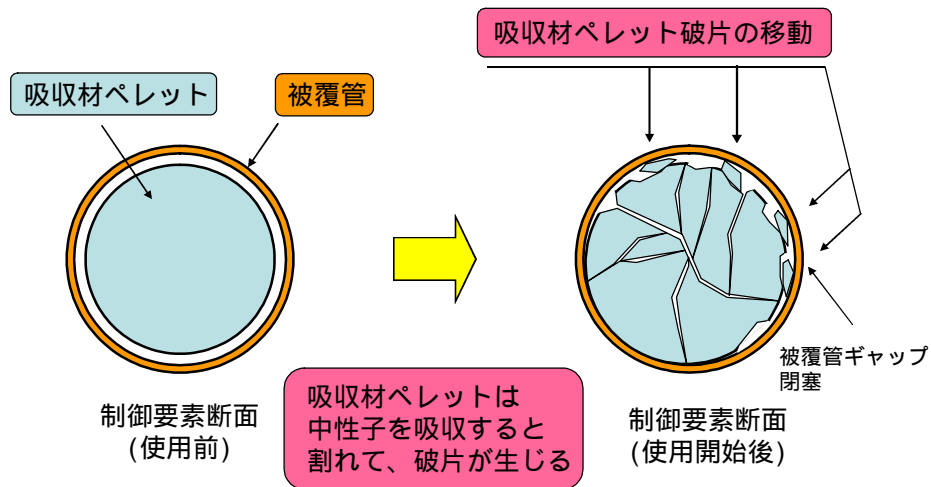 吸収材ペレット破片の移動
吸収材ペレット
被覆管
被覆管ギャップ
閉塞
制御要素断面
(使用前)
吸収材ペレットは
中性子を吸収すると
割れて、破片が生じる
制御要素断面
(使用開始後)